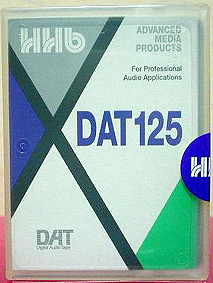 HHb
ADVANCED
MEDIA
PRODUCTS
For Professional
Audio Applications
DAT125
DAT
Digital Audio Tape